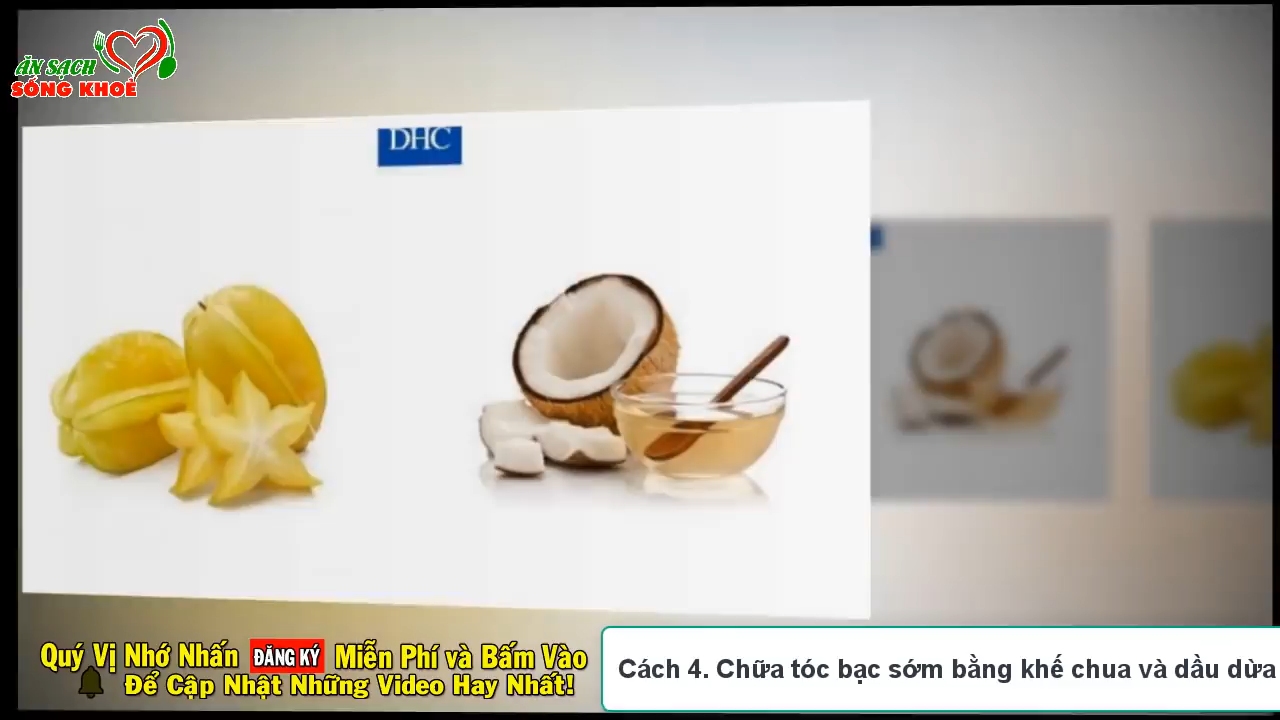 ĂN SẠCH
SỐNG KHOẺ
DHC
Quý Vị Nhớ Nhấn ĐĂNG KÝ Miễn Phí và Bấm Vào
Để Cập Nhật Những Video Hay Nhất!
Cách 4. Chữa tóc bạc sớm bằng khế chua và dầu dừa